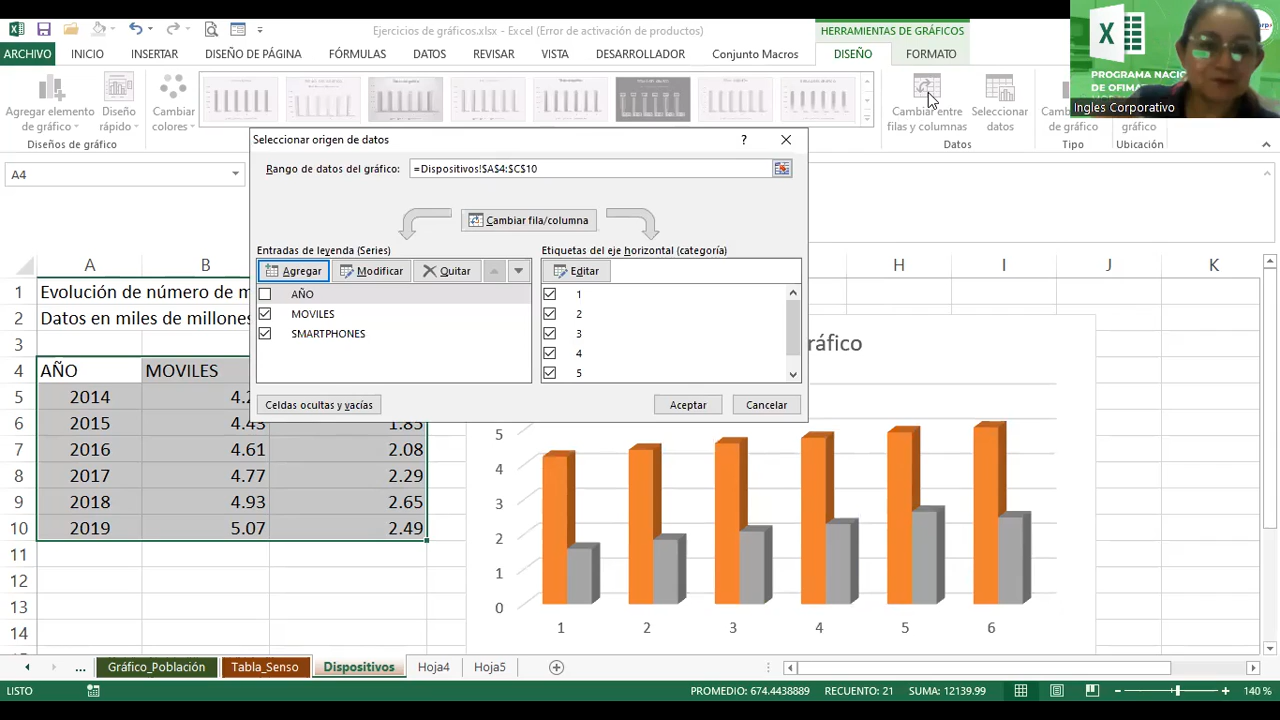 Ejercicios de gráficos.xlsx - Excel (Error de activación de productos)
HERRAMIENTAS DE GRÁFICOS
ARCHIVO INICIO INSERTAR DISEÑO DE PÁGINA FÓRMULAS DATOS REVISAR VISTA DESARROLLADOR Conjunto Macros DISEÑO FORMATO
PROGRAMA NACI
DE OFIMA
Ingles Corporativo
Agregar elemento de gráfico
Diseño rápido
Cambiar colores
Cambiar entre filas y columnas
Seleccionar datos
Diseños de gráfico
Datos
Tipo
Ubicación
A4
Seleccionar origen de datos
Rango de datos del gráfico: =Dispositivos!$A$4:$C$10
Cambiar fila/columna
Entradas de leyenda (Series)
Agregar Modificar Quitar
AÑO
MOVILES
SMARTPHONES
Etiquetas del eje horizontal (categoría)
Editar
1
2
3
4
5
Celdas ocultas y vacías
Aceptar Cancelar
A B H I J K
1 Evolución de número de m
2 Datos en miles de millones
3
4 AÑO MOVILES
5 2014 4.2
6 2015 4.43 1.85
7 2016 4.61 2.08
8 2017 4.77 2.29
9 2018 4.93 2.65
10 2019 5.07 2.49
11
12
13
14
ráfico
5
4
3
2
1
0
1 2 3 4 5 6
... Gráfico_Población Tabla_Senso Dispositivos Hoja4 Hoja5
LISTO PROMEDIO: 674.4438889 RECUENTO: 21 SUMA: 12139.99 140 %